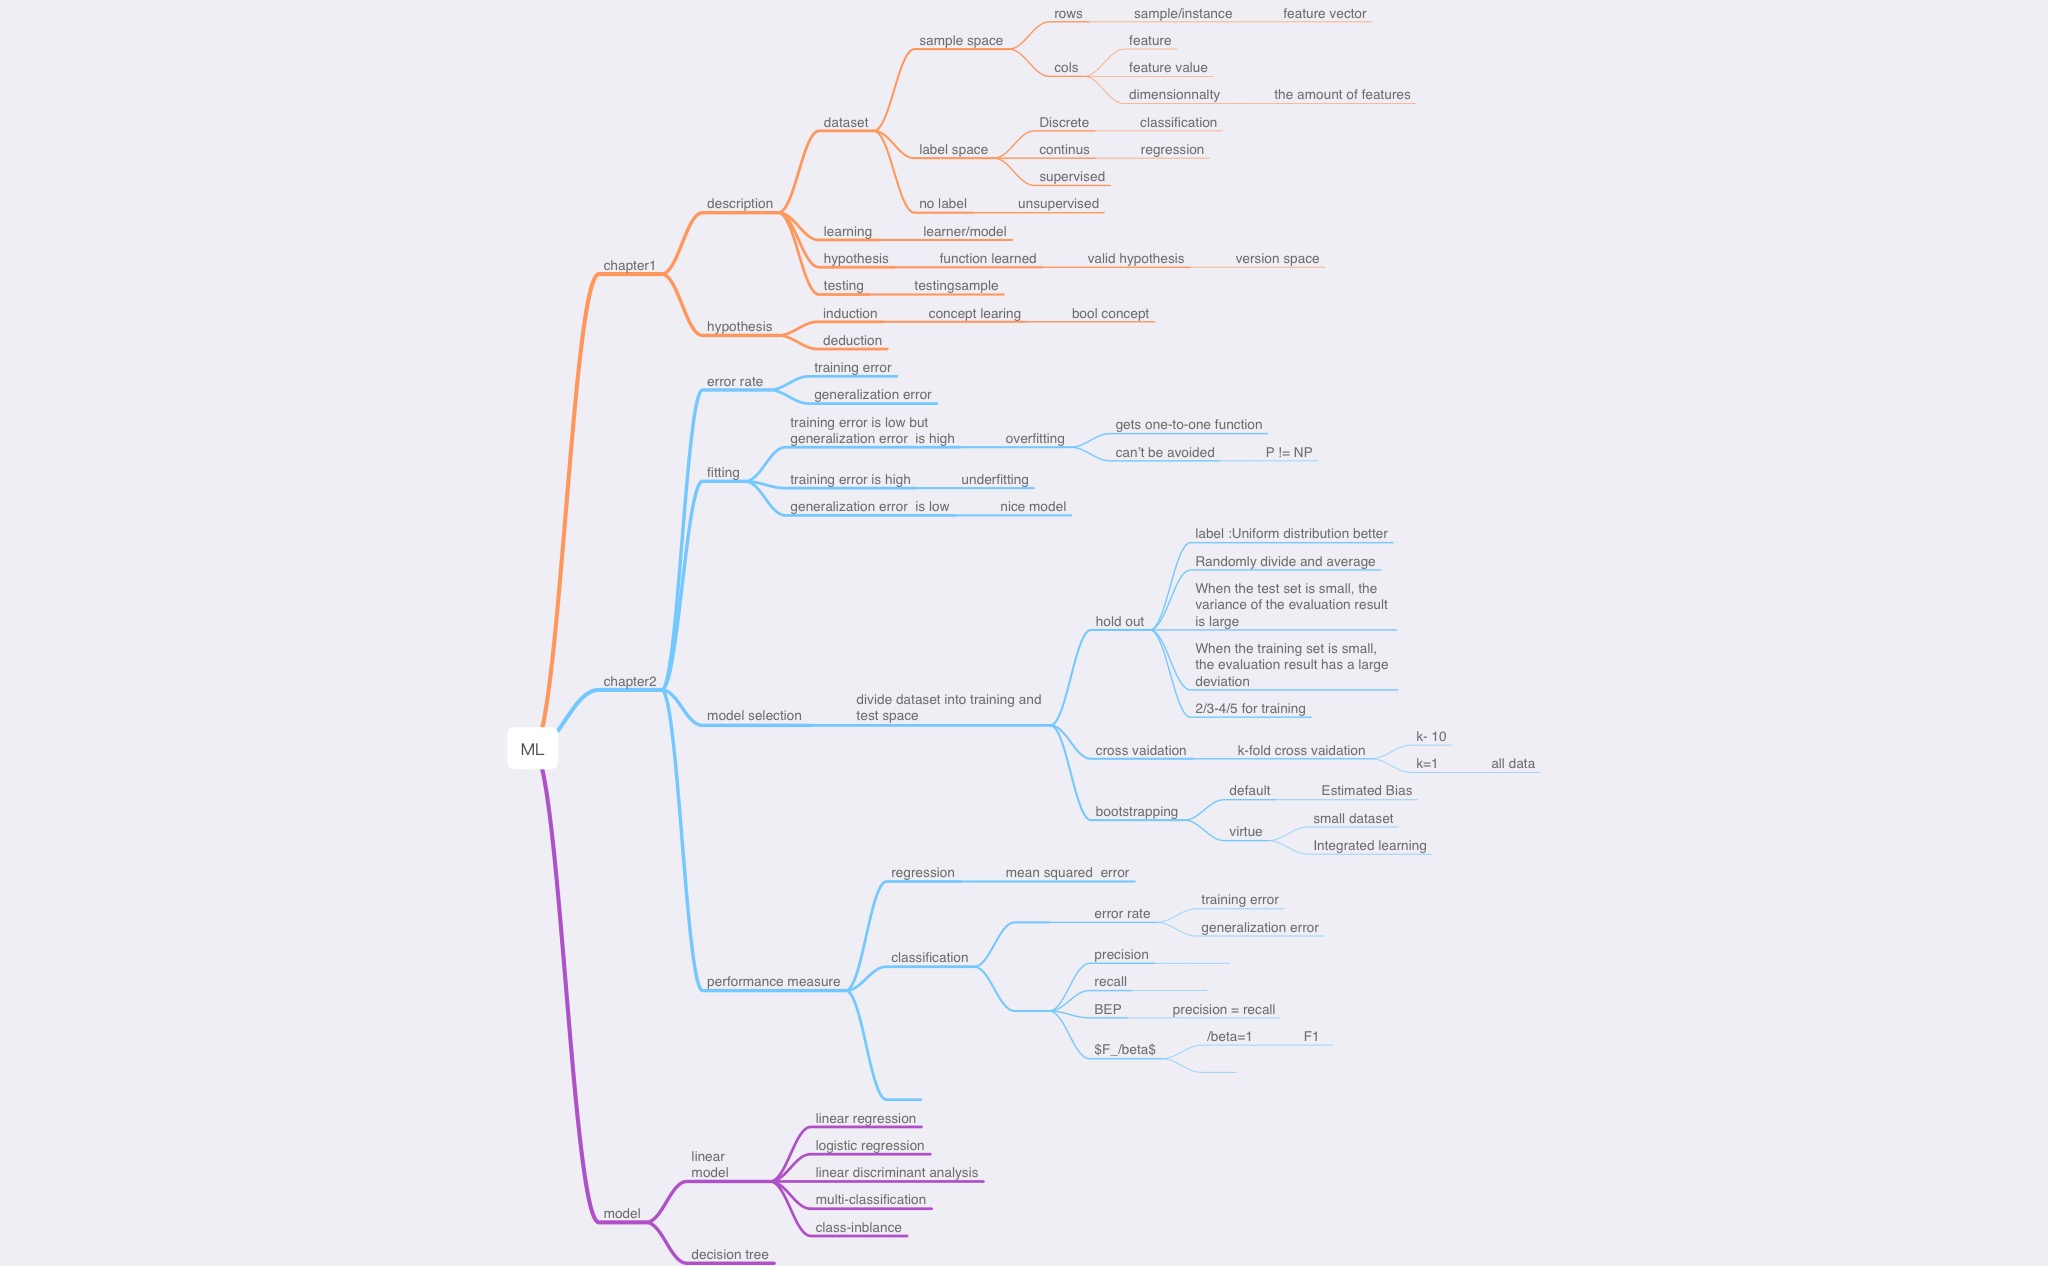 rows
sample/instance
feature vector
sample space
feature
cols
feature value
dimensionnalty
the amount of features
dataset
Discrete
classification
label space
continus
regression
supervised
description
no label
unsupervised
learning
learner/model
hypothesis
function learned
valid hypothesis
version space
chapter1
testing
testingsample
induction
concept learing
bool concept
hypothesis
deduction
training error
error rate
generalization error
training error is low but
generalization error  is high
overfitting
gets one-to-one function
can't be avoided
P != NP
fitting
training error is high
underfitting
generalization error  is low
nice model
label :Uniform distribution better
Randomly divide and average
When the test set is small, the
variance of the evaluation result
is large
hold out
When the training set is small,
the evaluation result has a large
deviation
2/3-4/5 for training
chapter2
model selection
divide dataset into training and
test space
cross vaidation
k-fold cross vaidation
k- 10
k=1
all data
ML
bootstrapping
default
Estimated Bias
virtue
small dataset
Integrated learning
regression
mean squared  error
error rate
training error
generalization error
classification
precision
performance measure
recall
BEP
precision = recall
$F_/beta$
/beta=1
F1
linear regression
logistic regression
linear
model
linear discriminant analysis
multi-classification
model
class-inblance
decision tree